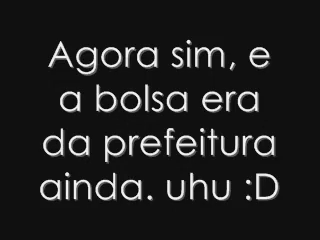 Agora sim, e
a bolsa era
da prefeitura
ainda. uhu :D